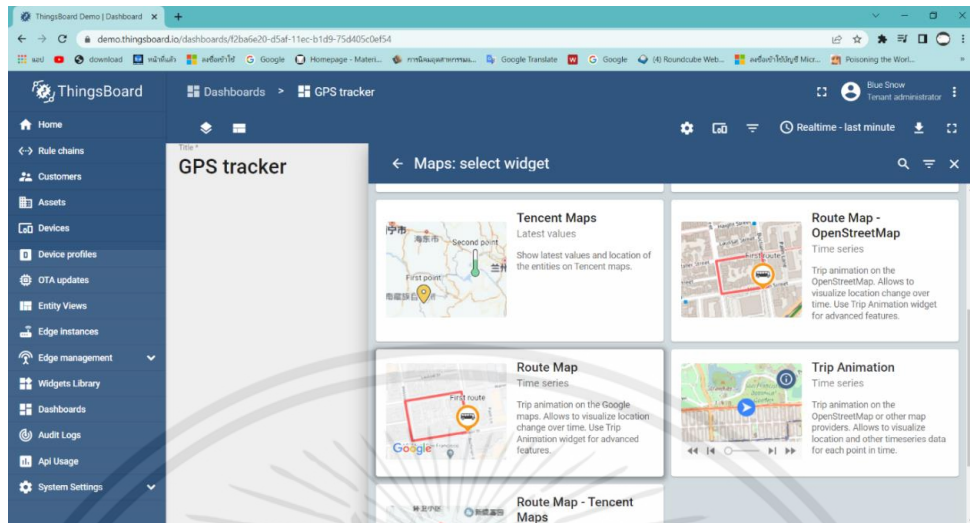 ThingsBoard Demo | Dashboard
demo.thingsboard.io/dashboards/f2ba6e20-d5af-11ec-b1d9-75d405c0ef54
download
Google
Homepage - Materi...
Google Translate
Google
(4) Roundcube Web...
Poisoning the Worl...
ThingsBoard
Dashboards > GPS tracker
Blue Snow
Tenant administrator
Home
Realtime - last minute
Rule chains
Title *
GPS tracker
Maps: select widget
Customers
Assets
Devices
Device profiles
OTA updates
Entity Views
Edge instances
Edge management
Widgets Library
Dashboards
Audit Logs
Api Usage
System Settings
Tencent Maps
Latest values
Show latest values and location of
the entities on Tencent maps.
Second point
First point
Route Map -
OpenStreetMap
Time series
Trip animation on the
OpenStreetMap. Allows to
visualize location change over
time. Use Trip Animation widget
for advanced features.
First route
Route Map
Time series
Trip animation on the Google
maps. Allows to visualize location
change over time. Use Trip
Animation widget for advanced
features.
First route
Google
Trip Animation
Time series
Trip animation on the
OpenStreetMap or other map
providers. Allows to visualize
location and other timeseries data
for each point in time.
Route Map - Tencent
Maps